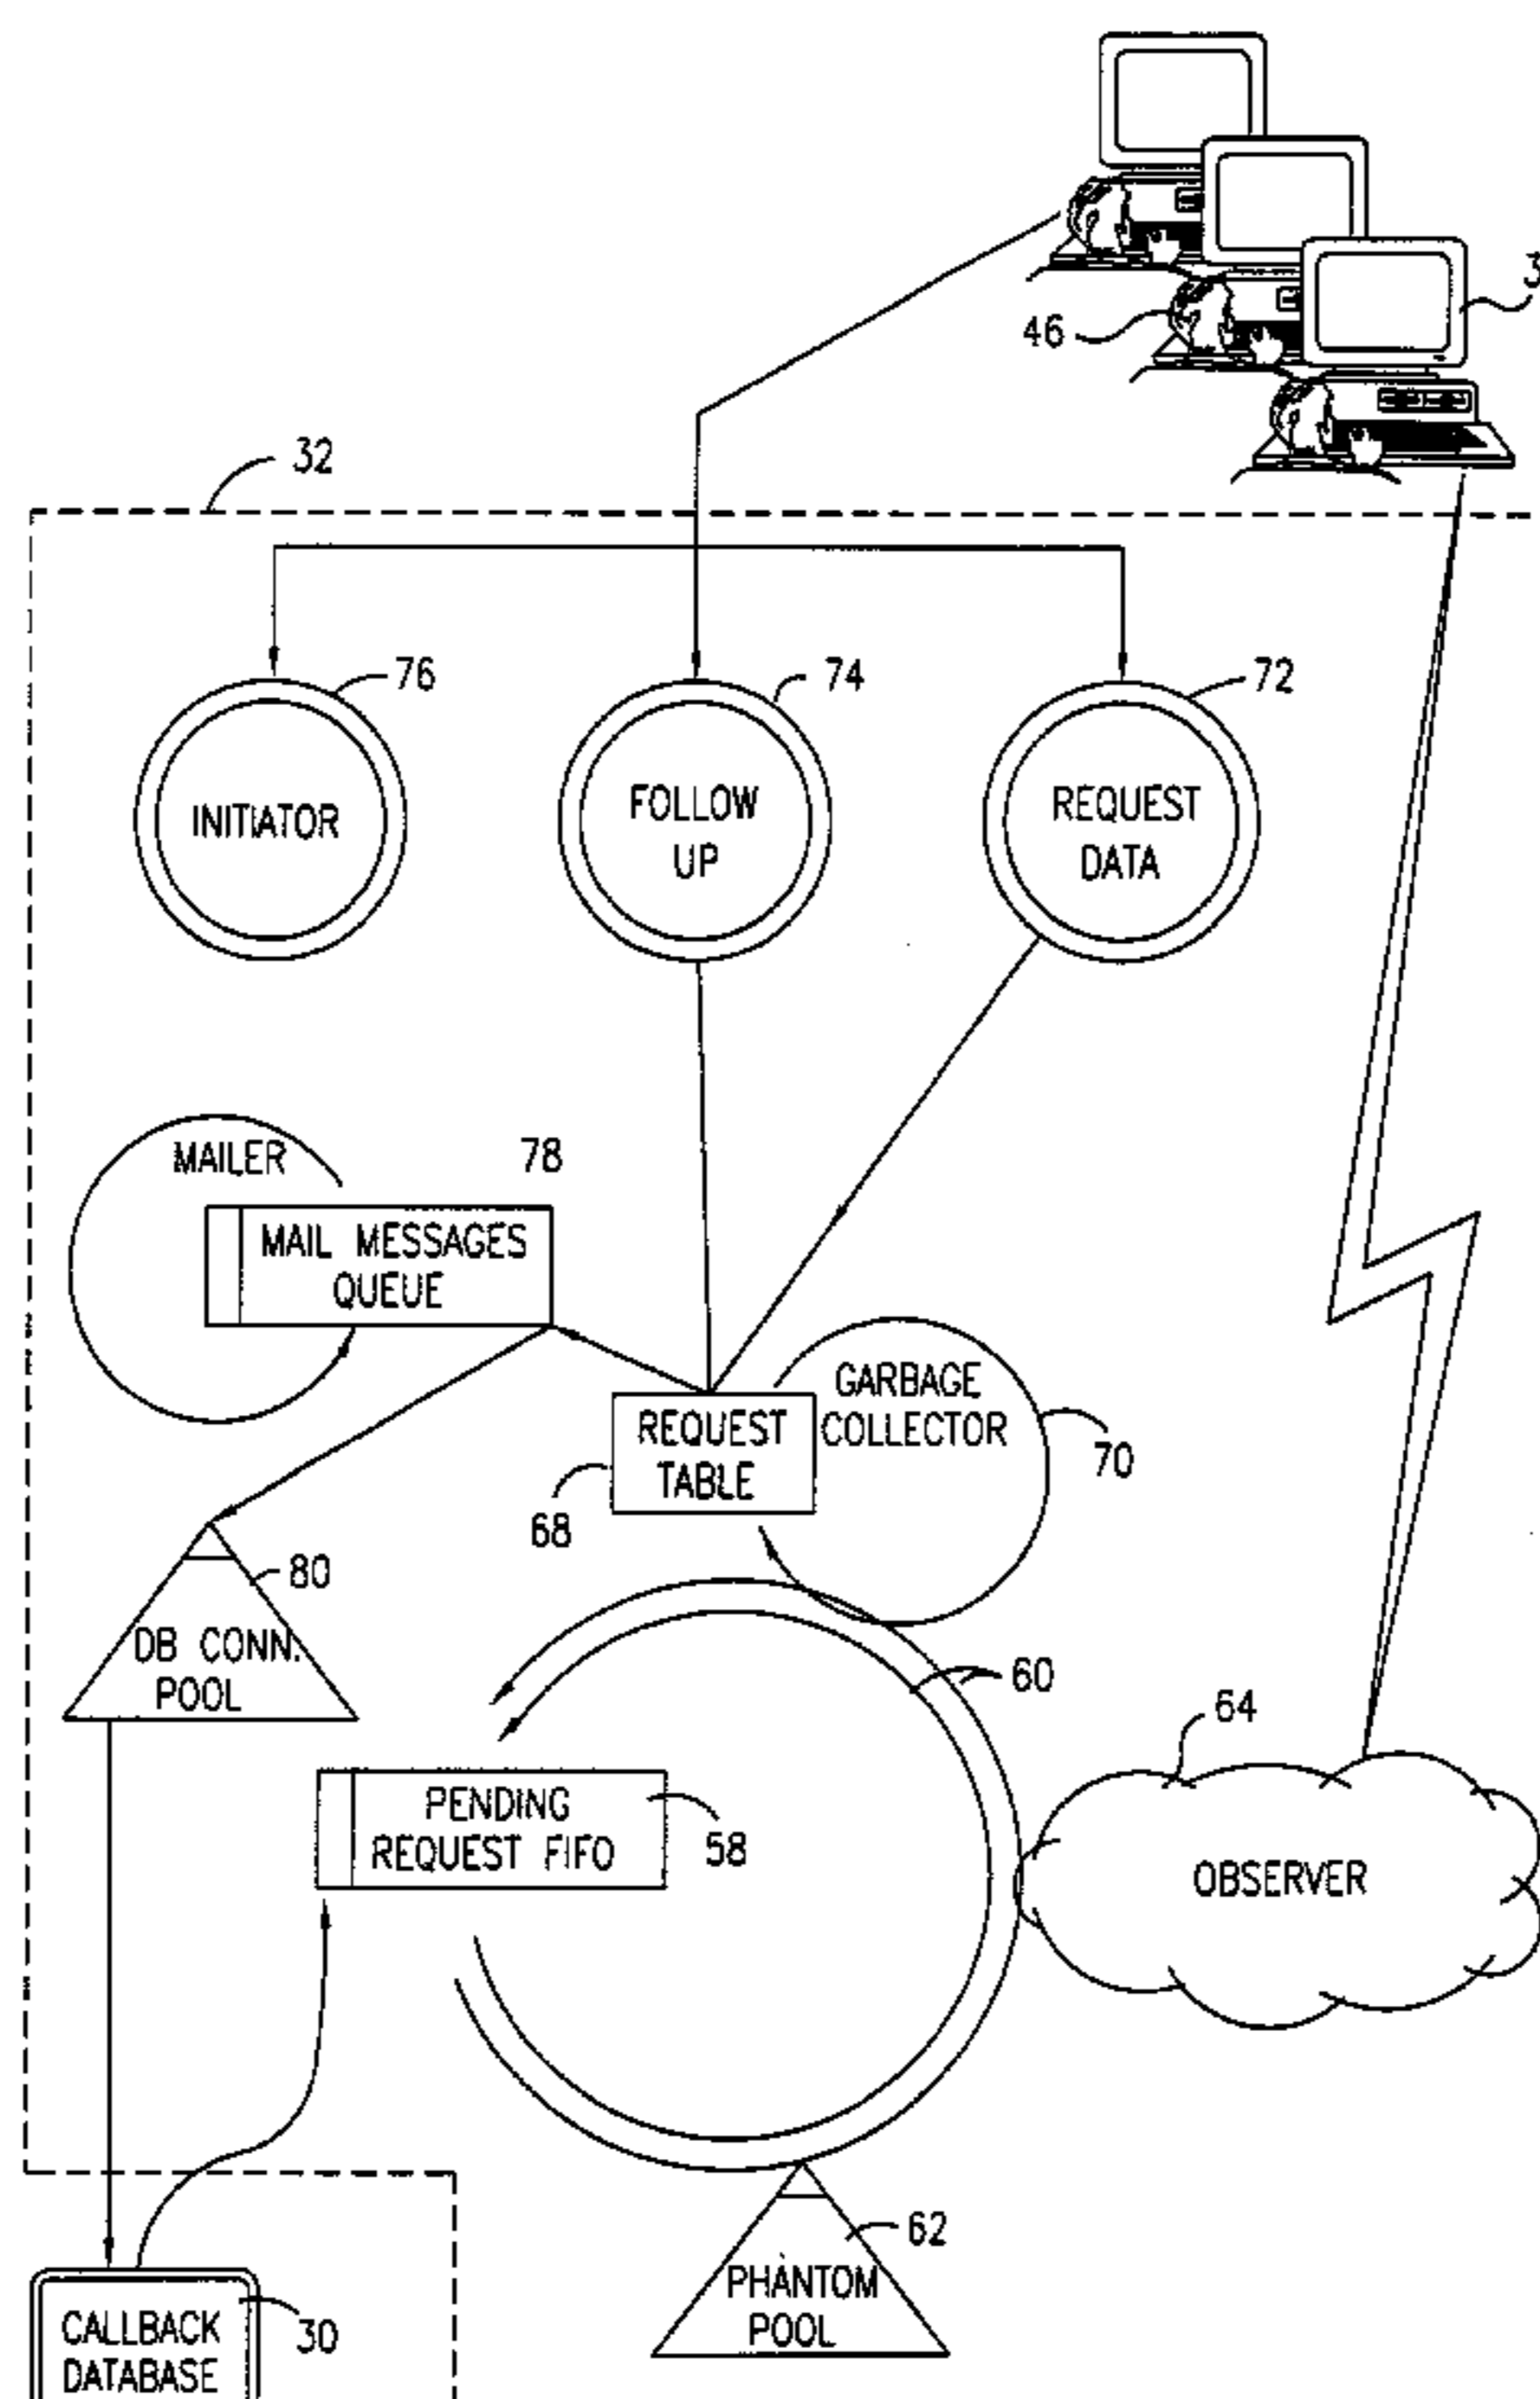 3
46
32
76
74
72
INITIATOR
FOLLOW
UP
REQUEST
DATA
MAILER
78
MAIL MESSAGES
QUEUE
GARBAGE
COLLECTOR
REQUEST
TABLE
70
68
80
DB CONN.
POOL
60
64
PENDING
REQUEST FIFO
58
OBSERVER
62
PHANTOM
POOL
CALLBACK
DATABASE
30